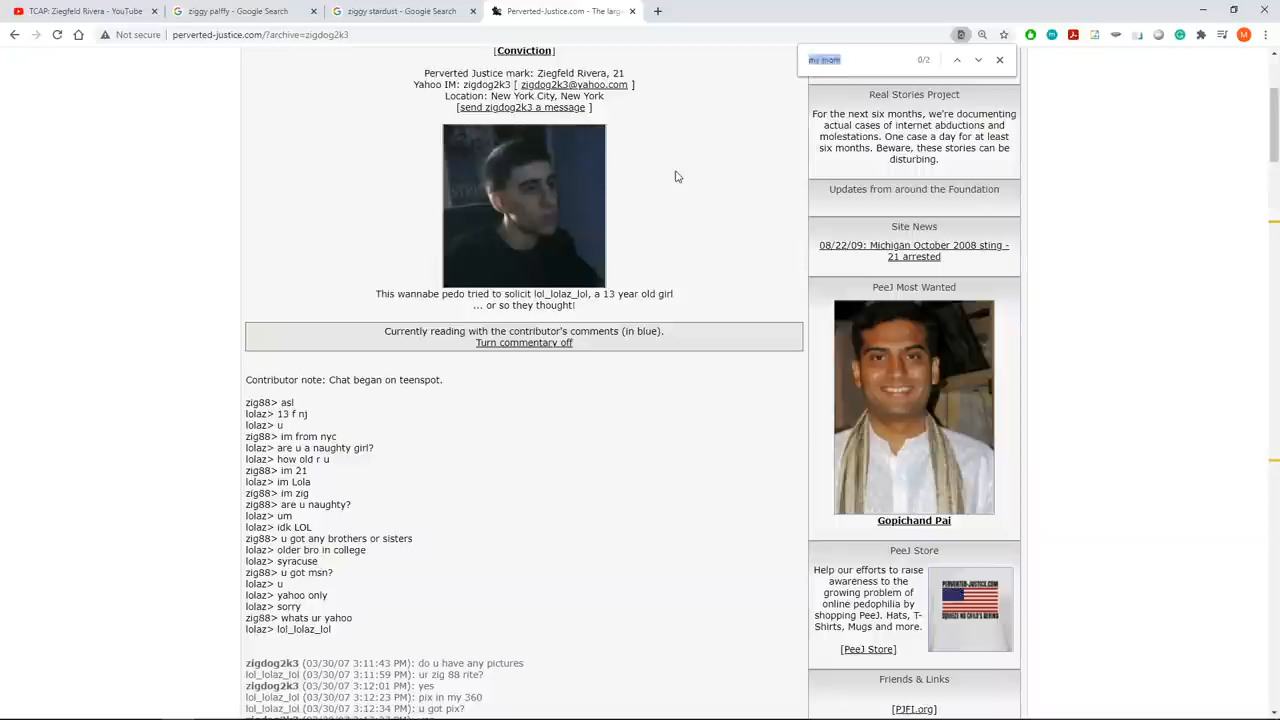 TCAP: Ziegfeld Rivera - YouTube
ziggy palffy - Google Search
ziggy stardust - Google Search
Perverted-Justice.com - The larg
Not secure | perverted-justice.com/?archive=zigdog2k3
my mom 0/2
[Conviction]
Perverted Justice mark: Ziegfeld Rivera, 21
Yahoo IM: zigdog2k3 [ zigdog2k3@yahoo.com ]
Location: New York City, New York
[send zigdog2k3 a message ]
This wannabe pedo tried to solicit lol_lolaz_lol, a 13 year old girl
... or so they thought!
Currently reading with the contributor's comments (in blue).
Turn commentary off
Contributor note: Chat began on teenspot.
zig88> asl
lolaz> 13 f nj
lolaz> u
zig88> im from nyc
lolaz> are u a naughty girl?
lolaz> how old r u
zig88> im 21
lolaz> im Lola
zig88> im zig
zig88> are u naughty?
lolaz> um
lolaz> idk LOL
zig88> u got any brothers or sisters
lolaz> older bro in college
lolaz> syracuse
zig88> u got msn?
lolaz> u
lolaz> yahoo only
lolaz> sorry
zig88> whats ur yahoo
lolaz> lol_lolaz_lol
zigdog2k3 (03/30/07 3:11:43 PM): do u have any pictures
lol_lolaz_lol (03/30/07 3:11:59 PM): ur zig 88 rite?
zigdog2k3 (03/30/07 3:12:01 PM): yes
lol_lolaz_lol (03/30/07 3:12:23 PM): pix in my 360
lol_lolaz_lol (03/30/07 3:12:34 PM): u got pix?
Real Stories Project
For the next six months, we're documenting
actual cases of internet abductions and
molestations. One case a day for at least
six months. Beware, these stories can be
disturbing.
Updates from around the Foundation
Site News
08/22/09: Michigan October 2008 sting -
21 arrested
PeeJ Most Wanted
Gopichand Pai
PeeJ Store
Help our efforts to raise
awareness to the
growing problem of
online pedophilia by
shopping PeeJ. Hats, T-
Shirts, Mugs and more.
[PeeJ Store]
PERVERTED-JUSTICE.COM
Friends & Links
[PJFI.org]